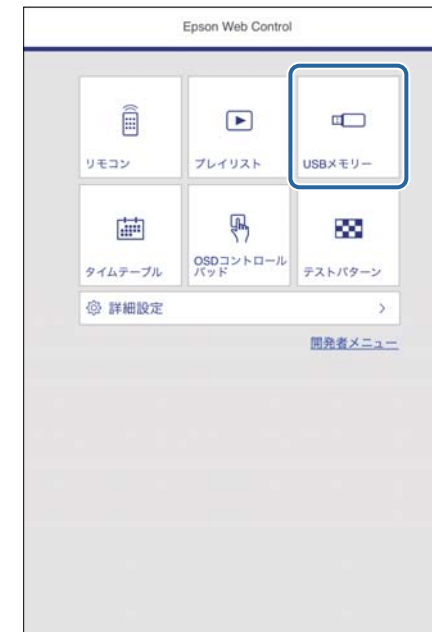 Epson Web Control
リモコン
プレイリスト
USBメモリー
タイムテーブル
OSDコントロール
パッド
テストパターン
詳細設定
開発者メニュー